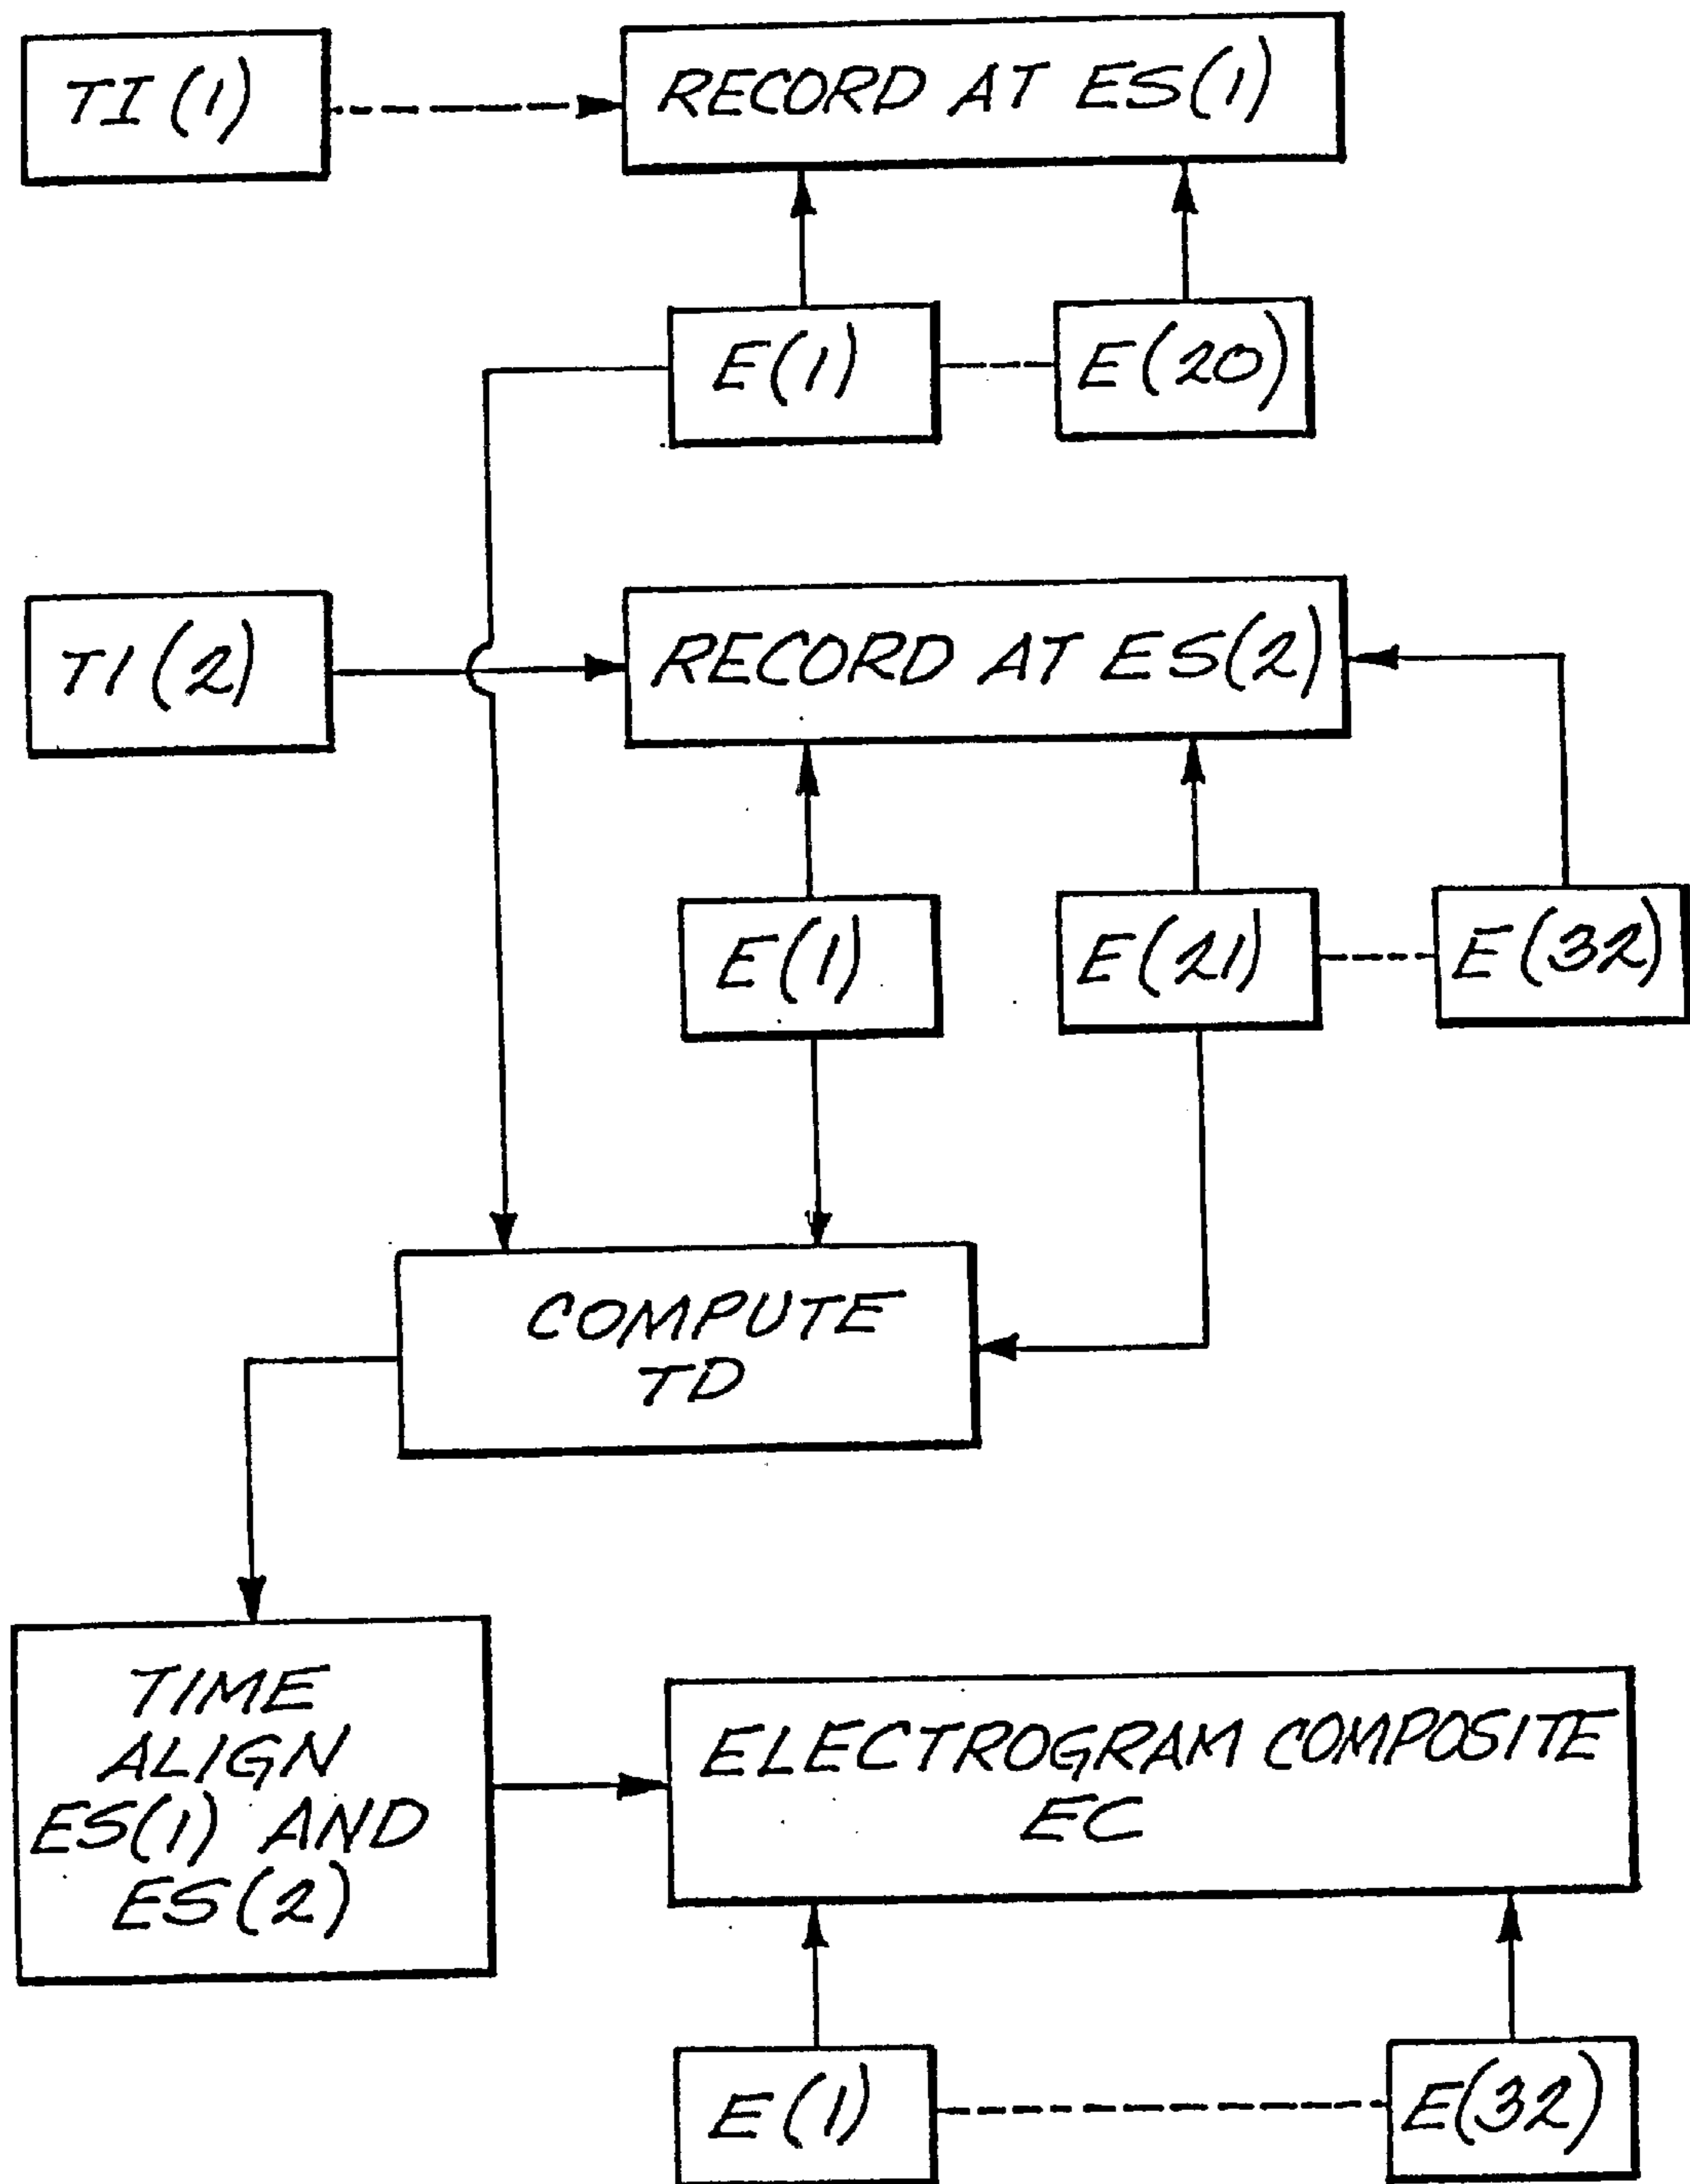 TI(1)
RECORD AT ES(1)
E(1)
E(20)
TI(2)
RECORD AT ES(2)
E(1)
E(21)
E(32)
COMPUTE
TD
TIME
ALIGN
ES(1) AND
ES(2)
ELECTROGRAM COMPOSITE
EC
E(1)
E(32)